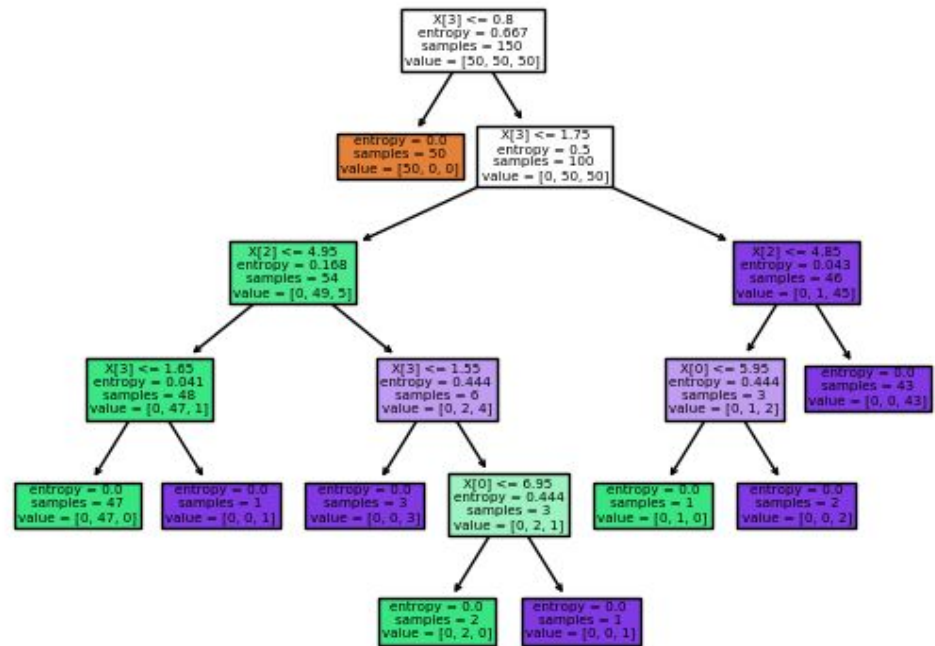 X[3] <= 0.8
entropy = 0.667
samples = 150
value = [50, 50, 50]
entropy = 0.0
samples = 50
value = [50, 0, 0]
X[3] <= 1.75
entropy = 0.5
samples = 100
value = [0, 50, 50]
X[2] <= 4.95
entropy = 0.168
samples = 54
value = [0, 49, 5]
X[2] <= 4.85
entropy = 0.043
samples = 46
value = [0, 1, 45]
X[3] <= 1.65
entropy = 0.041
samples = 48
value = [0, 47, 1]
X[3] <= 1.55
entropy = 0.444
samples = 6
value = [0, 2, 4]
X[0] <= 5.95
entropy = 0.444
samples = 3
value = [0, 1, 2]
entropy = 0.0
samples = 43
value = [0, 0, 43]
entropy = 0.0
samples = 47
value = [0, 47, 0]
entropy = 0.0
samples = 1
value = [0, 0, 1]
entropy = 0.0
samples = 3
value = [0, 0, 3]
X[0] <= 6.95
entropy = 0.444
samples = 3
value = [0, 2, 1]
entropy = 0.0
samples = 1
value = [0, 1, 0]
entropy = 0.0
samples = 2
value = [0, 0, 2]
entropy = 0.0
samples = 2
value = [0, 2, 0]
entropy = 0.0
samples = 1
value = [0, 0, 1]